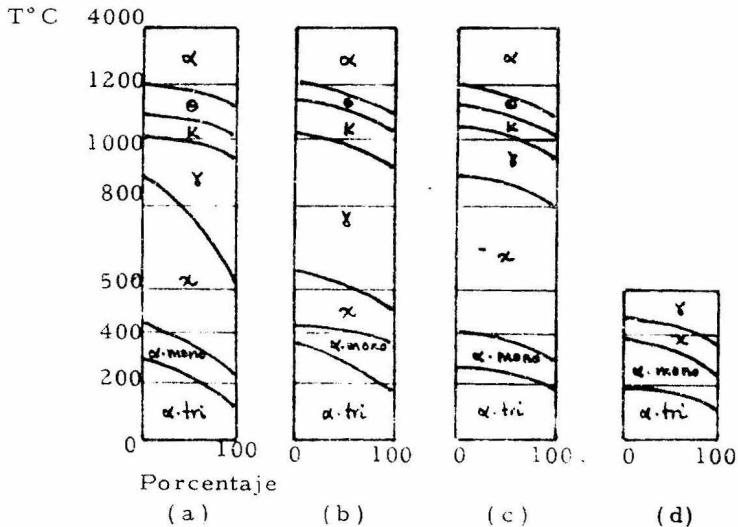 T°C 4000
1200
1000
800
500
400
200
0 100
Porcentaje
(a)
α
θ
κ
γ
χ
α·mono
α·tri
0 100
(b)
α
θ
κ
γ
χ
α·mono
α·tri
0 100
(c)
α
θ
κ
γ
χ
α·mono
α·tri
0 100
(d)
γ
χ
α·mono
α·tri